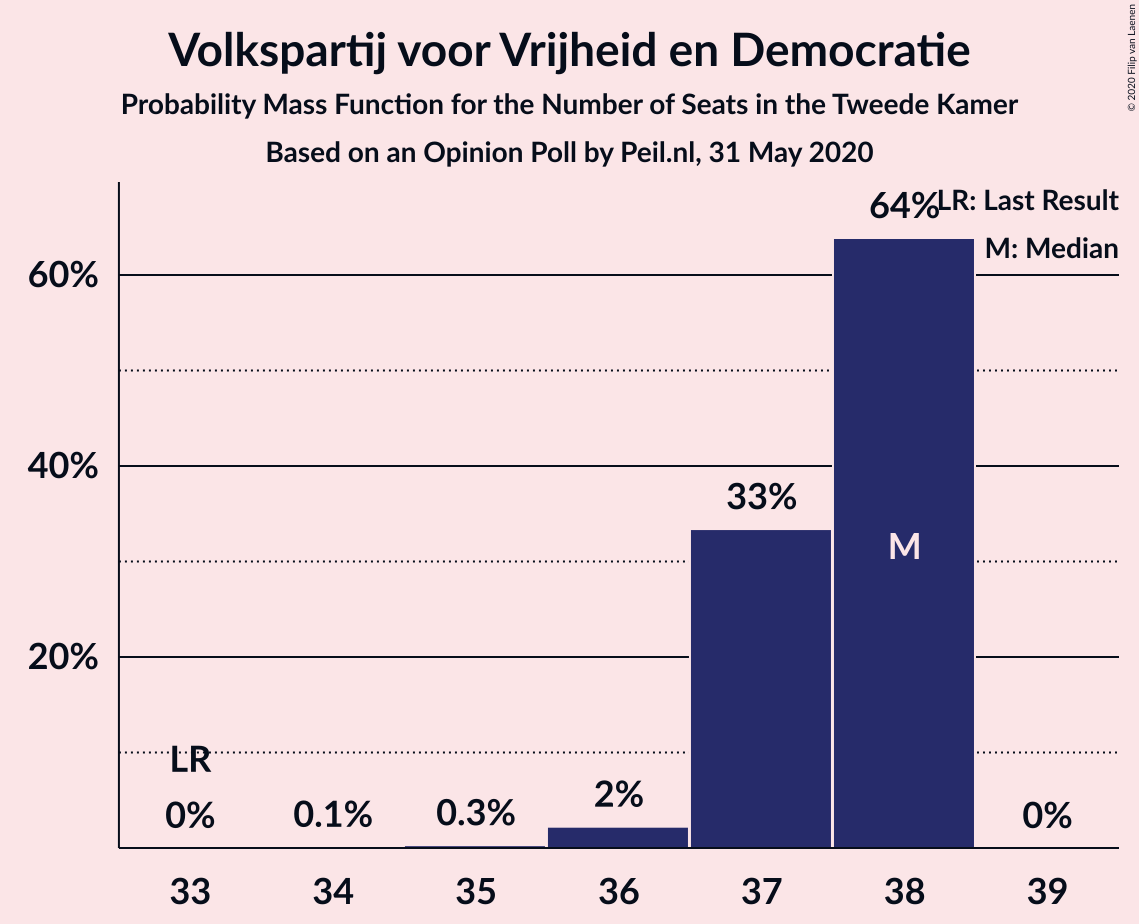 Volkspartij voor Vrijheid en Democratie
Probability Mass Function for the Number of Seats in the Tweede Kamer
Based on an Opinion Poll by Peil.nl, 31 May 2020
© 2020 Filip van Laenen
LR: Last Result
M: Median
60%
40%
20%
LR
0%
0.1%
0.3%
2%
33%
64%
M
0%
33
34
35
36
37
38
39